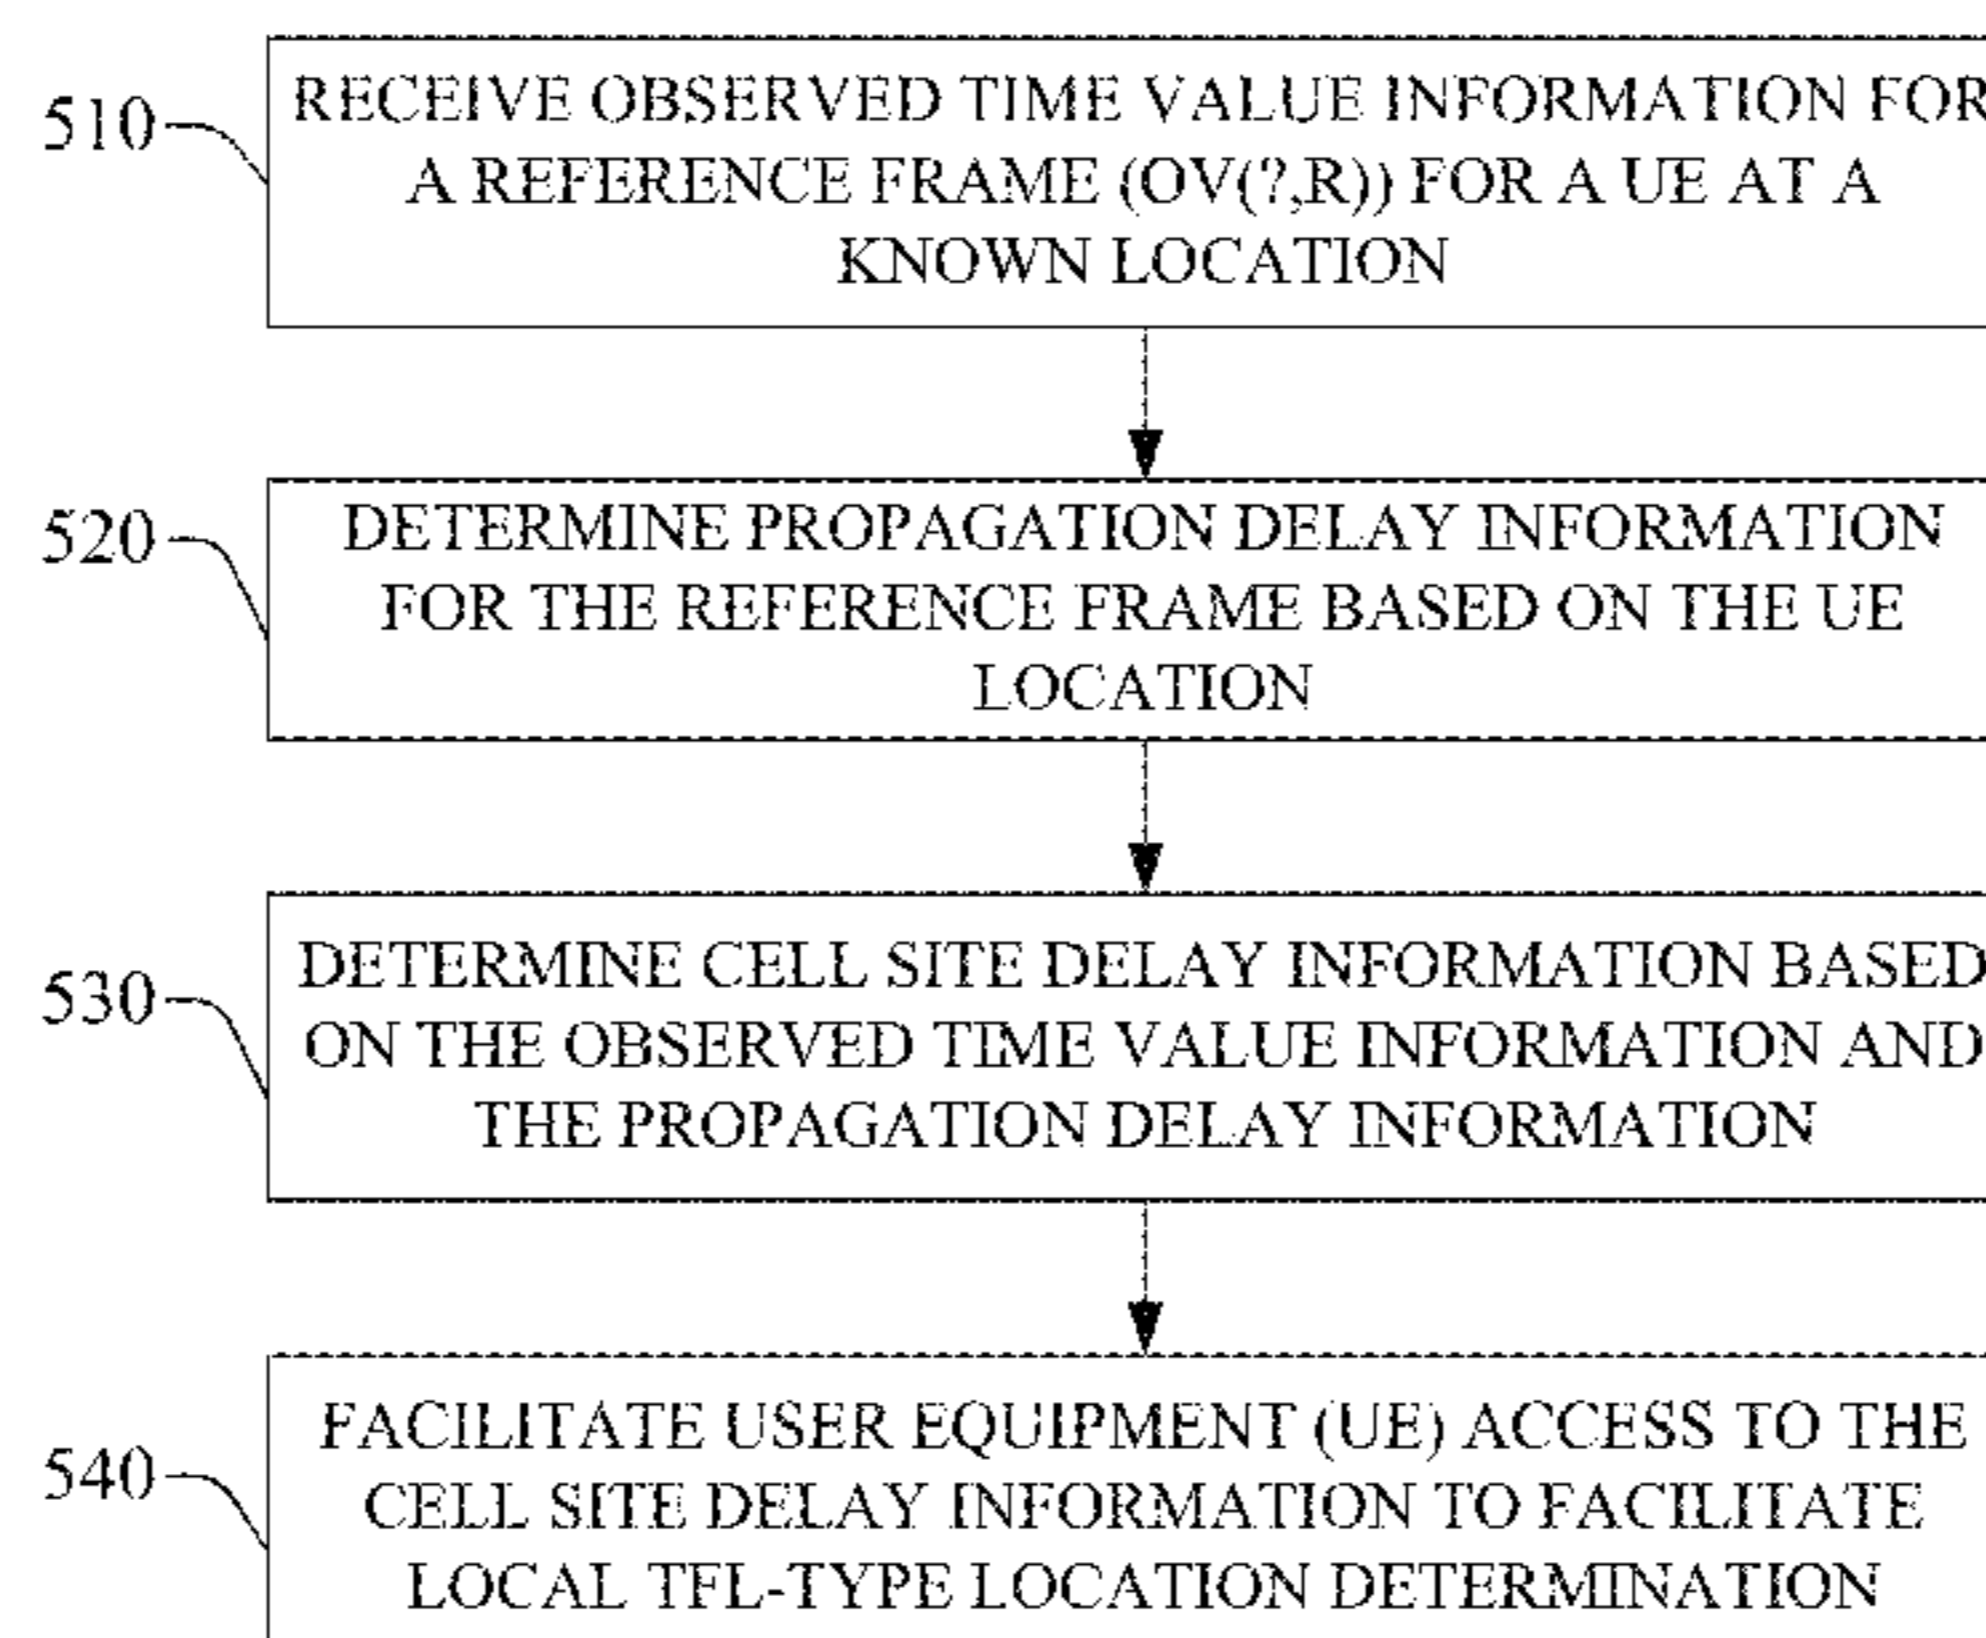 510
RECEIVE OBSERVED TIME VALUE INFORMATION FOR
A REFERENCE FRAME (OV(?,R)) FOR A UE AT A
KNOWN LOCATION
520
DETERMINE PROPAGATION DELAY INFORMATION
FOR THE REFERENCE FRAME BASED ON THE UE
LOCATION
530
DETERMINE CELL SITE DELAY INFORMATION BASED
ON THE OBSERVED TIME VALUE INFORMATION AND
THE PROPAGATION DELAY INFORMATION
540
FACILITATE USER EQUIPMENT (UE) ACCESS TO THE
CELL SITE DELAY INFORMATION TO FACILITATE
LOCAL TFL-TYPE LOCATION DETERMINATION